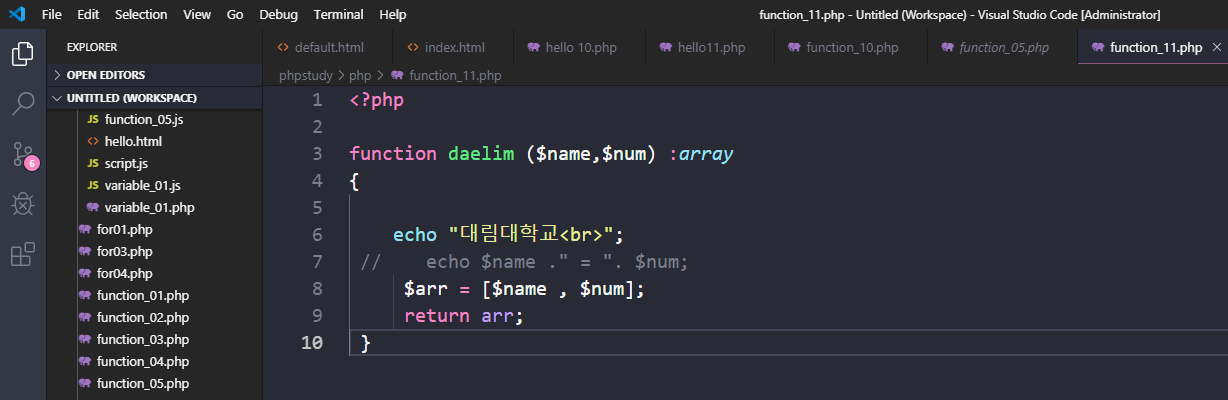 File Edit Selection View Go Debug Terminal Help function_11.php - Untitled (Workspace) - Visual Studio Code [Administrator]
EXPLORER
OPEN EDITORS
UNTITLED (WORKSPACE)
JS function_05.js
<> hello.html
JS script.js
JS variable_01.js
variable_01.php
for01.php
for03.php
for04.php
function_01.php
function_02.php
function_03.php
function_04.php
function_05.php
6
<> default.html <> index.html hello 10.php hello11.php function_10.php function_05.php function_11.php ×
phpstudy > php > function_11.php
1 <?php
2
3 function daelim ($name,$num) :array
4 {
5
6 echo "대림대학교<br>";
7 // echo $name ." = ". $num;
8 $arr = [$name , $num];
9 return arr;
10 }